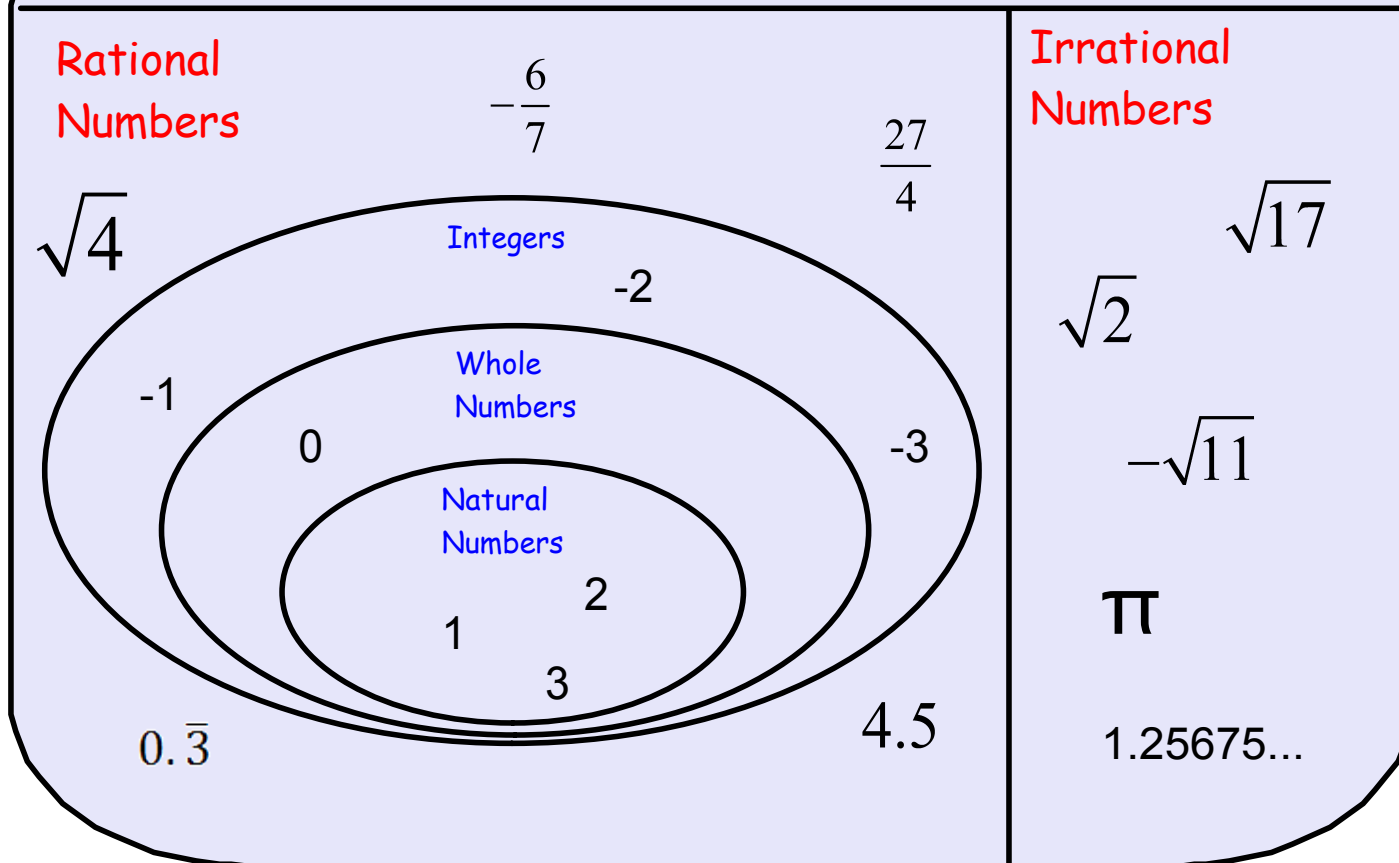 Rational
Numbers
-6/7
27/4
√4
Integers
-2
Whole
Numbers
-1
0
-3
Natural
Numbers
2
1
3
0.3̅
4.5
Irrational
Numbers
√17
√2
-√11
π
1.25675...